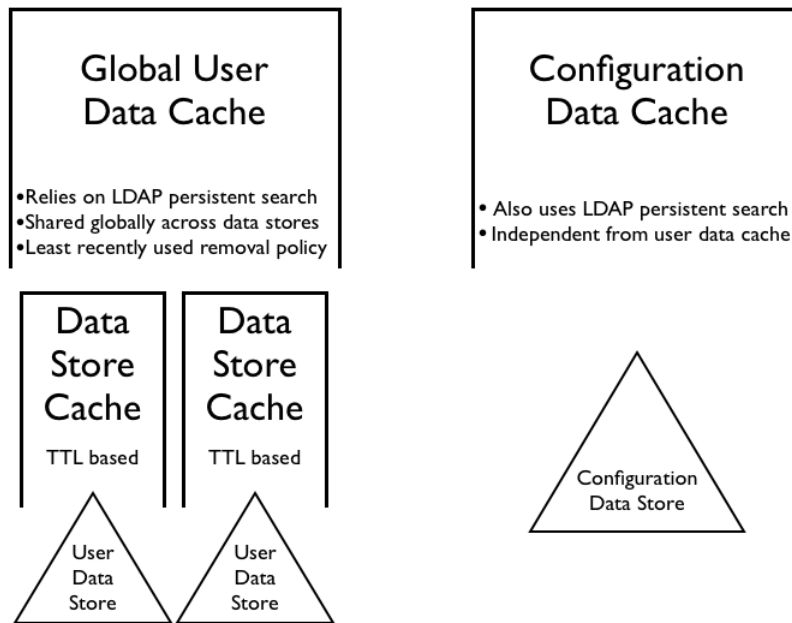 Global User
Data Cache
•Relies on LDAP persistent search
•Shared globally across data stores
•Least recently used removal policy
Configuration
Data Cache
• Also uses LDAP persistent search
• Independent from user data cache
Data
Store
Cache
TTL based
Data
Store
Cache
TTL based
User
Data
Store
User
Data
Store
Configuration
Data Store